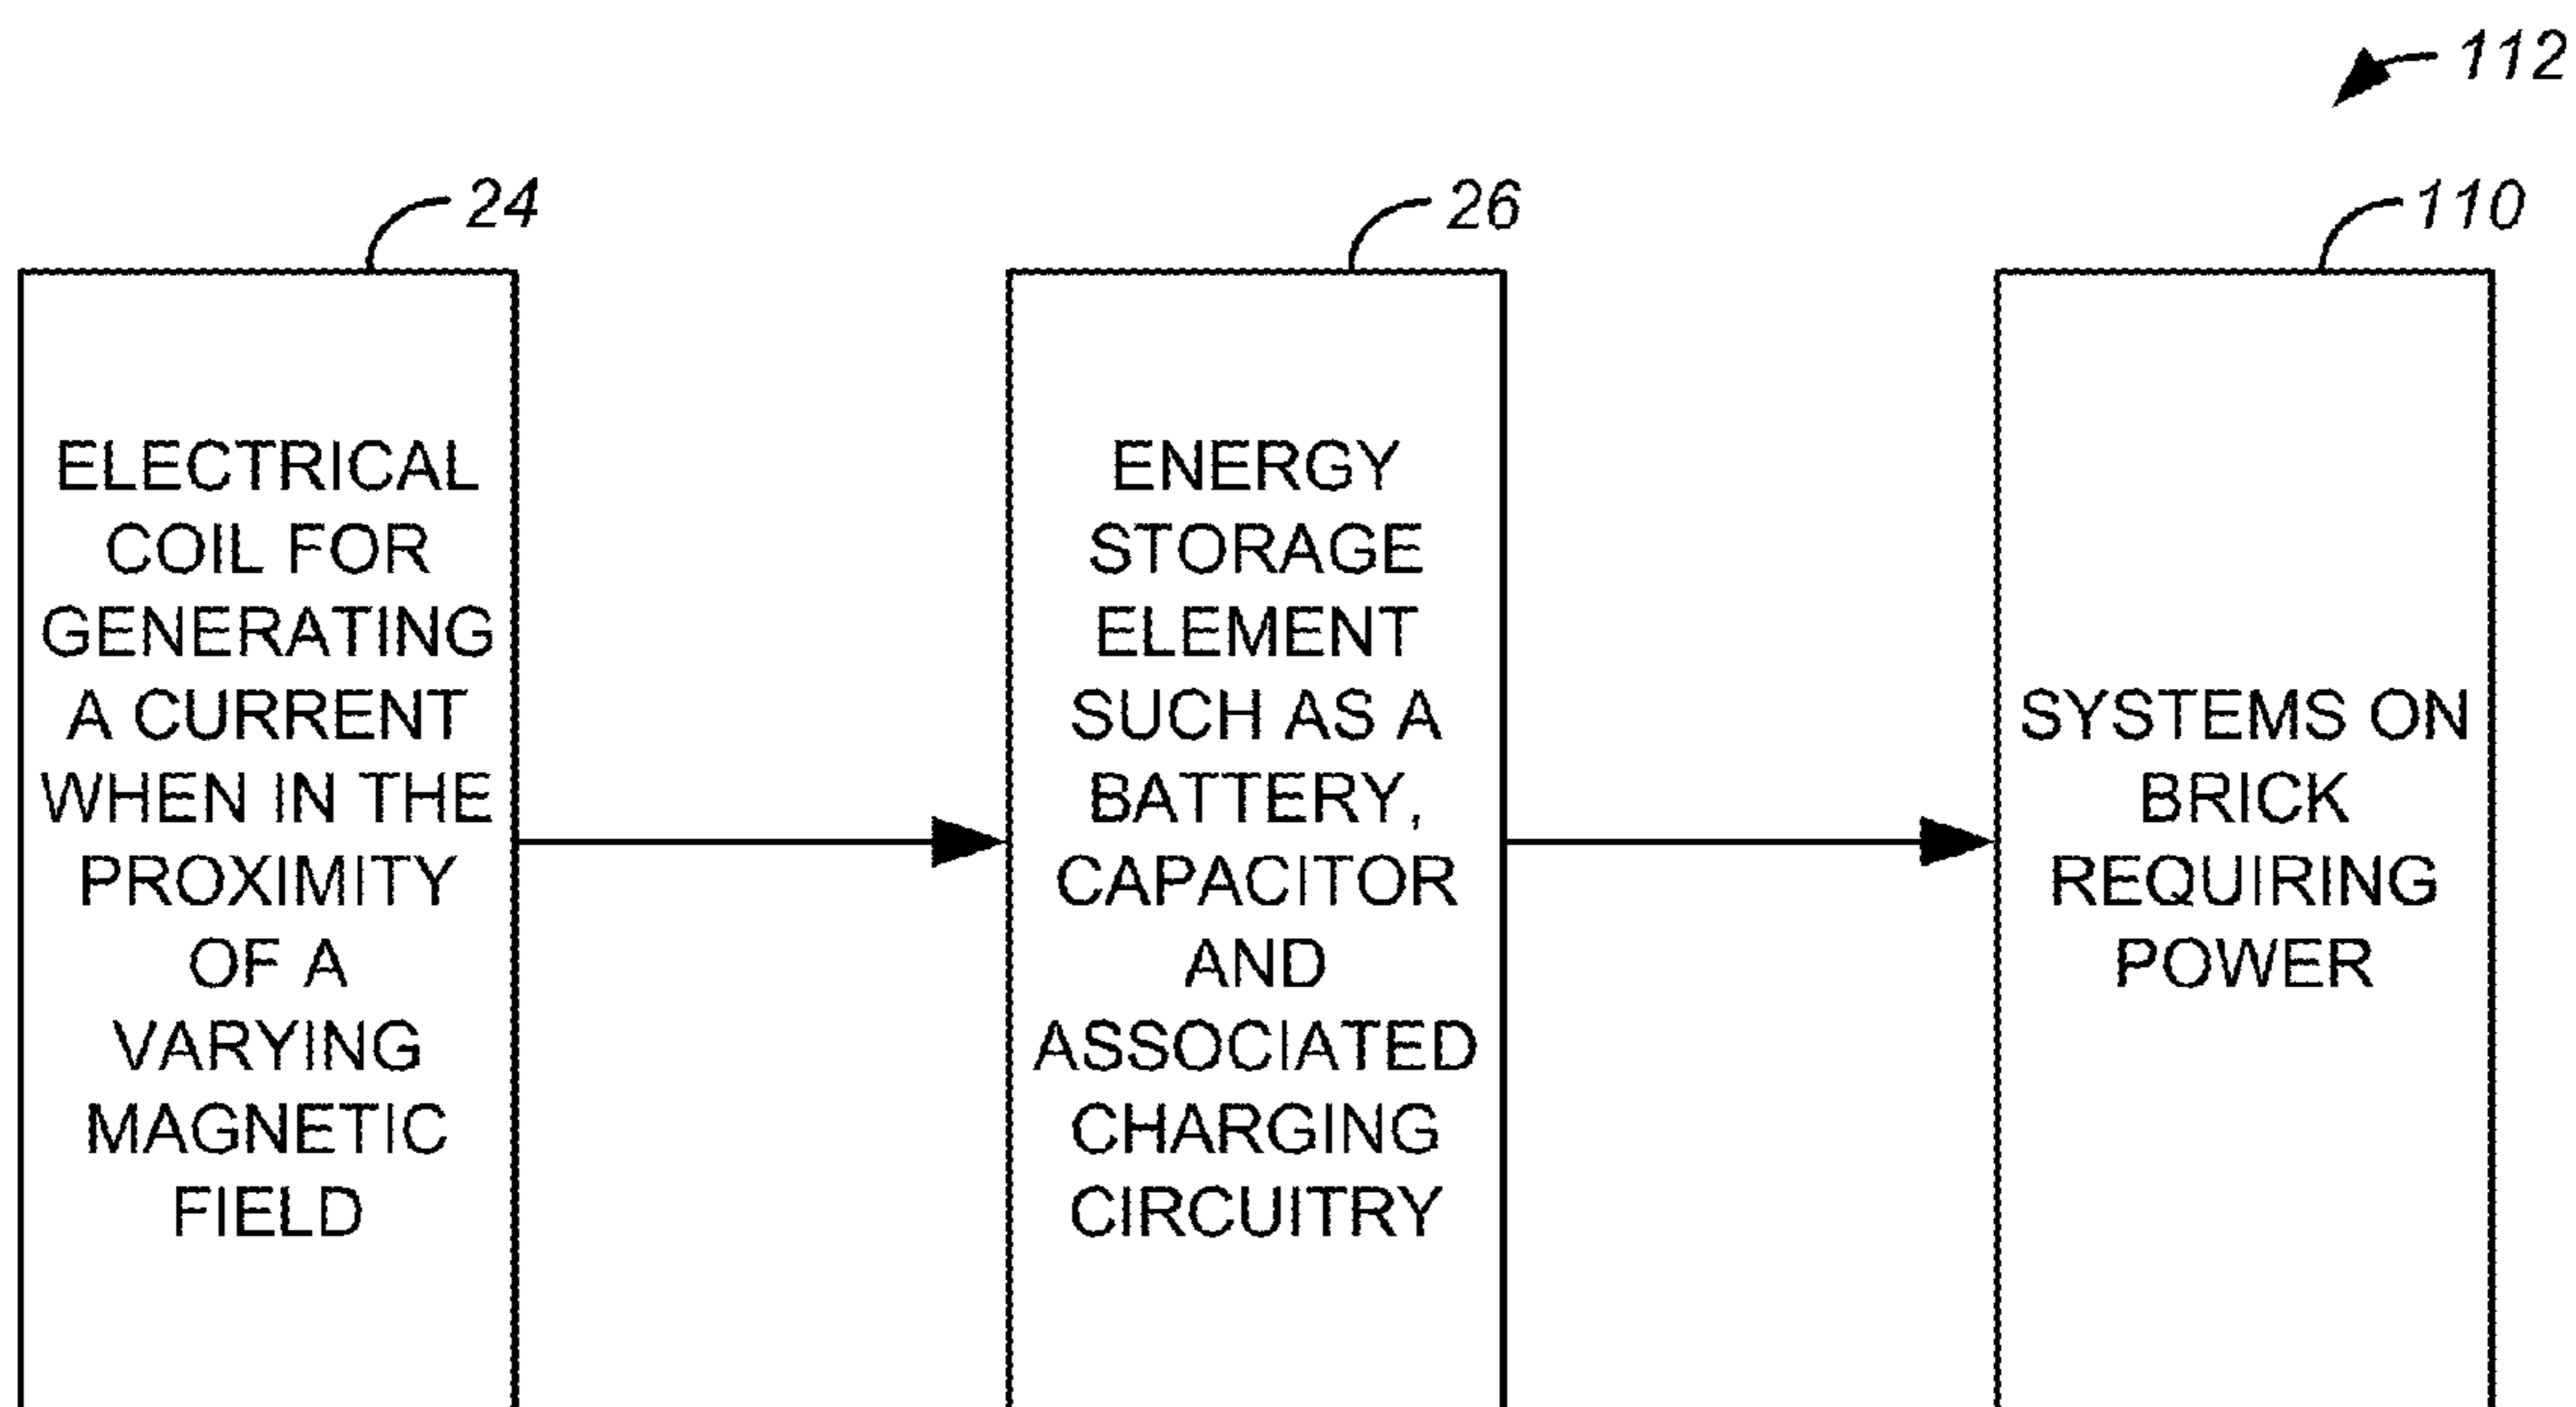 112
24
ELECTRICAL
COIL FOR
GENERATING
A CURRENT
WHEN IN THE
PROXIMITY
OF A
VARYING
MAGNETIC
FIELD
26
ENERGY
STORAGE
ELEMENT
SUCH AS A
BATTERY,
CAPACITOR
AND
ASSOCIATED
CHARGING
CIRCUITRY
110
SYSTEMS ON
BRICK
REQUIRING
POWER